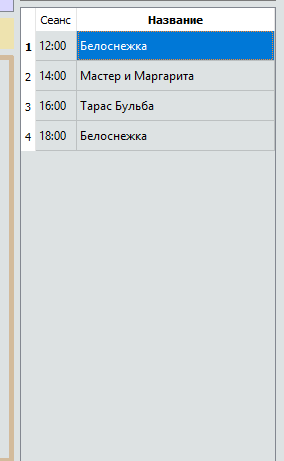 Сеанс Название
1 12:00 Белоснежка
2 14:00 Мастер и Маргарита
3 16:00 Тарас Бульба
4 18:00 Белоснежка